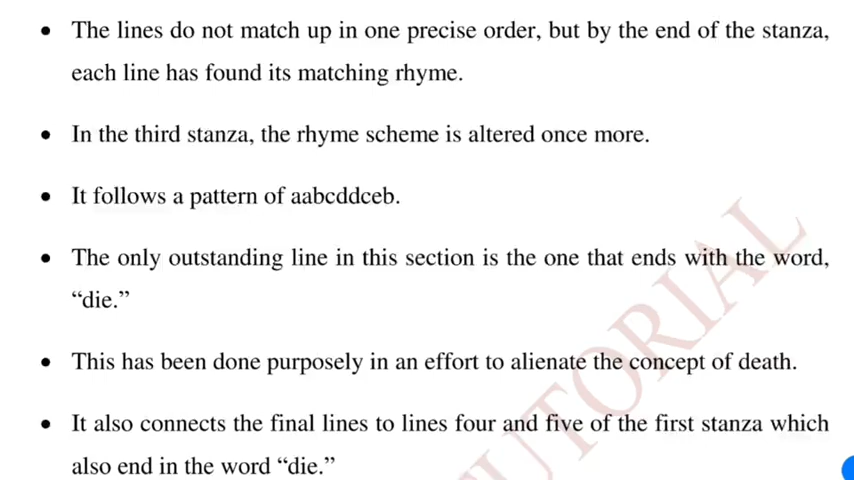 • The lines do not match up in one precise order, but by the end of the stanza,
each line has found its matching rhyme.
• In the third stanza, the rhyme scheme is altered once more.
• It follows a pattern of aabcddceb.
• The only outstanding line in this section is the one that ends with the word,
“die.”
• This has been done purposely in an effort to alienate the concept of death.
• It also connects the final lines to lines four and five of the first stanza which
also end in the word “die.”
TUTORIAL